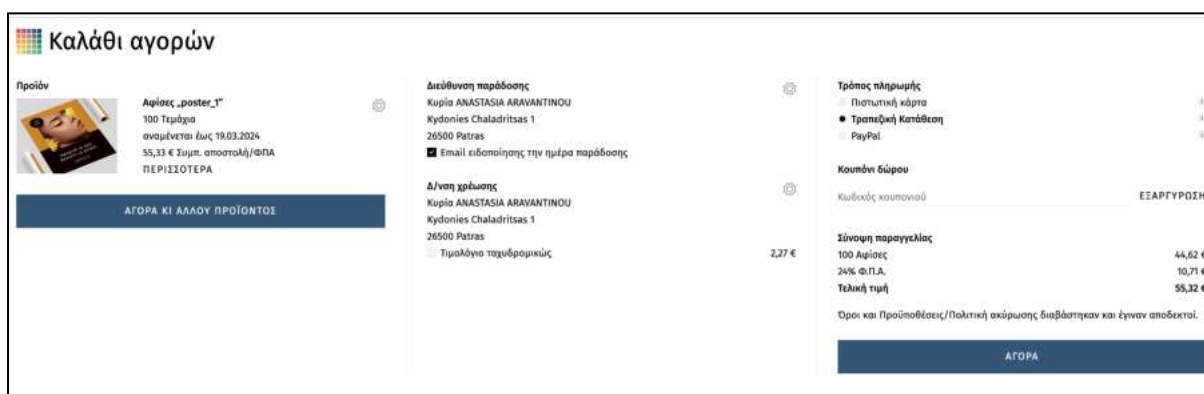 Καλάθι αγορών
Προϊόν
Αφίσες „poster_1“
100 Τεμάχια
αναμένεται έως 19.03.2024
55,33 € Συμπ. αποστολή/ΦΠΑ
ΠΕΡΙΣΣΟΤΕΡΑ
ΑΓΟΡΑ ΚΙ ΑΛΛΟΥ ΠΡΟΪΟΝΤΟΣ
Διεύθυνση παράδοσης
Κυρία ANASTASIA ARAVANTINOU
Kydonies Chaladritsas 1
26500 Patras
Email ειδοποίησης την ημέρα παράδοσης
Δ/νση χρέωσης
Κυρία ANASTASIA ARAVANTINOU
Kydonies Chaladritsas 1
26500 Patras
Τιμολόγιο ταχυδρομικώς 2,27 €
Τρόπος πληρωμής
Πιστωτική κάρτα
Τραπεζική Κατάθεση
PayPal
Κουπόνι δώρου
Κωδικός κουπονιού ΕΞΑΡΓΥΡΩΣΗ
Σύνοψη παραγγελίας
100 Αφίσες 44,62 €
24% Φ.Π.Α. 10,71 €
Τελική τιμή 55,32 €
Όροι και Προϋποθέσεις/Πολιτική ακύρωσης διαβάστηκαν και έγιναν αποδεκτοί.
ΑΓΟΡΑ